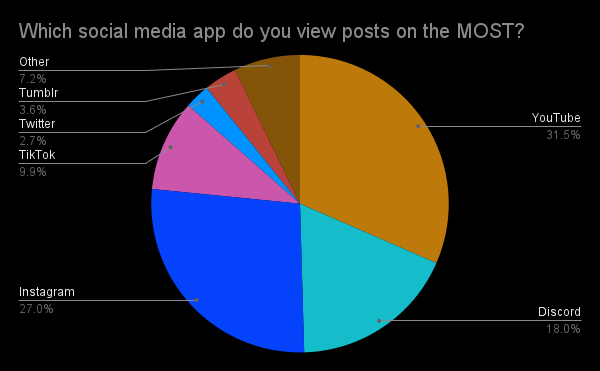 Which social media app do you view posts on the MOST?
Other
7.2%
Tumblr
3.6%
Twitter
2.7%
TikTok
9.9%
Instagram
27.0%
YouTube
31.5%
Discord
18.0%